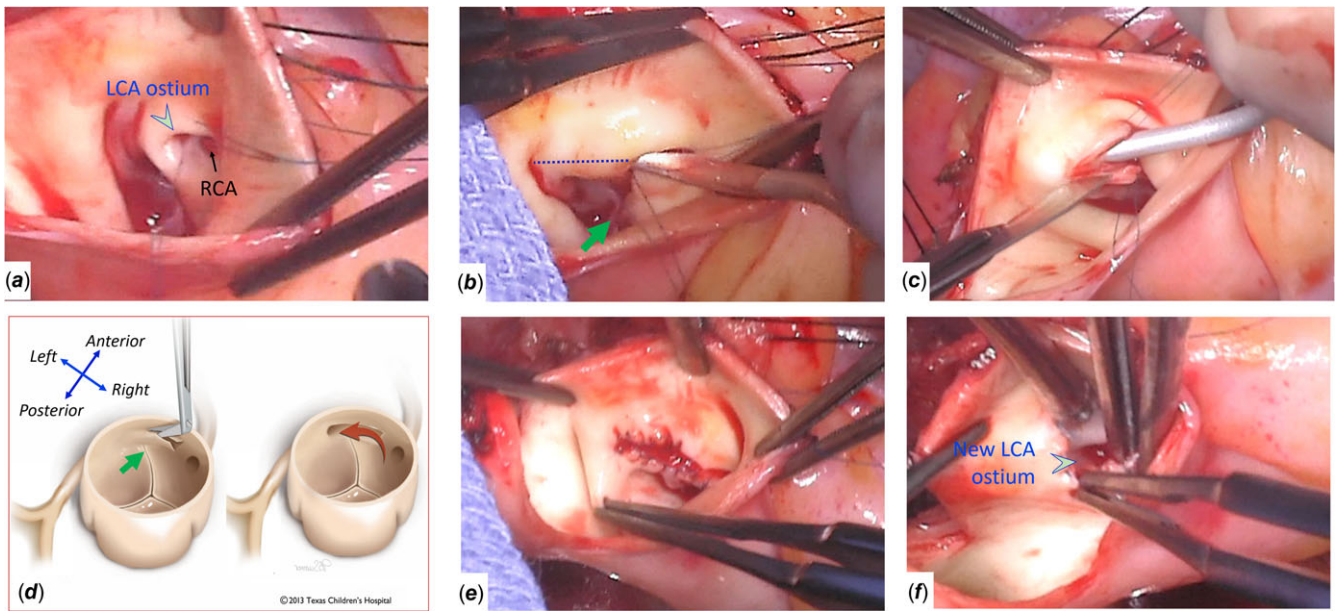 LCA ostium
RCA
(a)
(b)
(c)
Anterior
Left
Right
Posterior
(d)
©2013 Texas Children's Hospital
(e)
New LCA
ostium
(f)